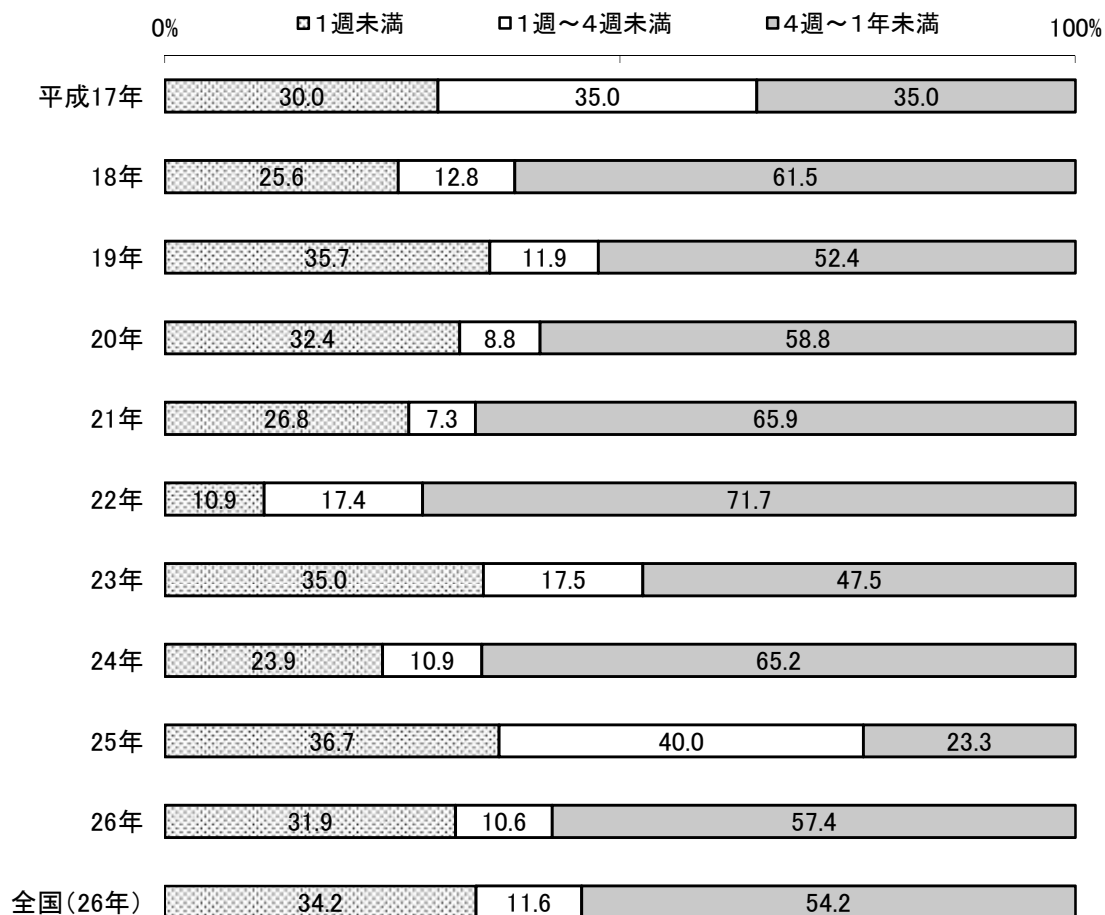 0% 1週未満 1週～4週未満 4週～1年未満 100%
平成17年 30.0 35.0 35.0
18年 25.6 12.8 61.5
19年 35.7 11.9 52.4
20年 32.4 8.8 58.8
21年 26.8 7.3 65.9
22年 10.9 17.4 71.7
23年 35.0 17.5 47.5
24年 23.9 10.9 65.2
25年 36.7 40.0 23.3
26年 31.9 10.6 57.4
全国(26年) 34.2 11.6 54.2